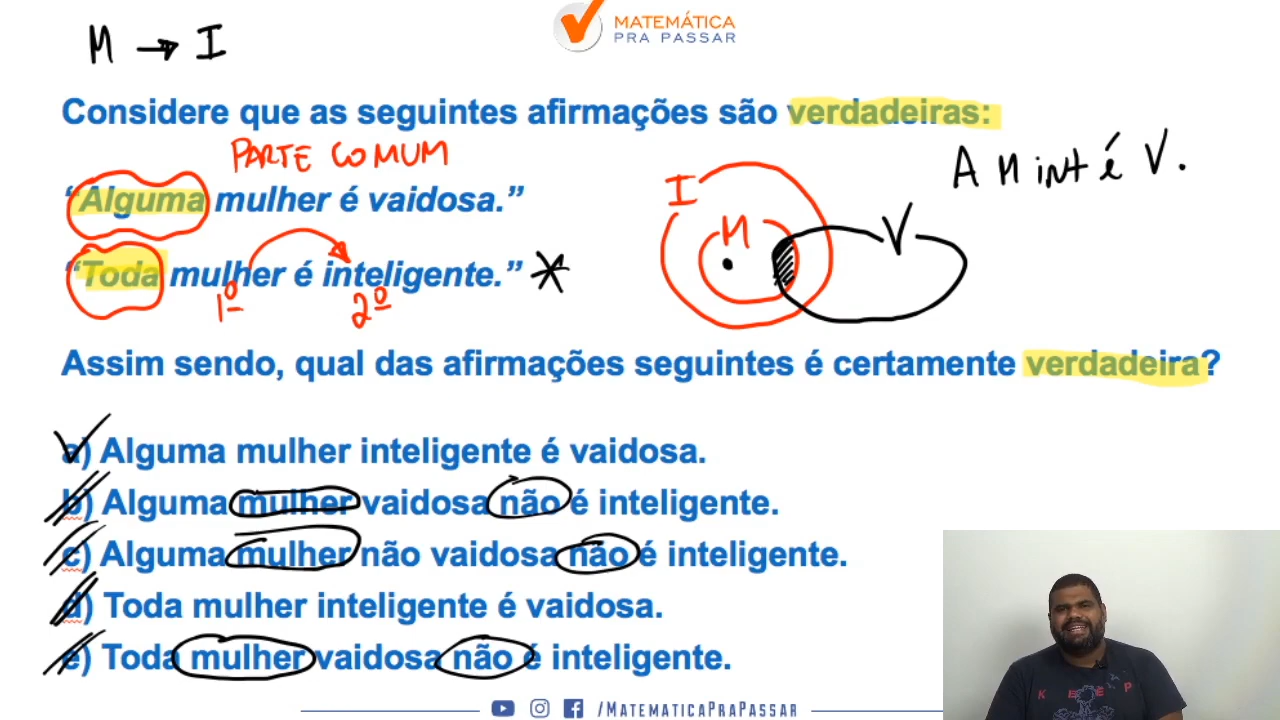 MATEMÁTICA
PRA PASSAR
M → I
Considere que as seguintes afirmações são verdadeiras:
PARTE COMUM
A M int é V.
“Alguma mulher é vaidosa.”
I
M
V
“Toda mulher é inteligente.” *
1º
2º
Assim sendo, qual das afirmações seguintes é certamente verdadeira?
a) Alguma mulher inteligente é vaidosa.
b) Alguma mulher vaidosa não é inteligente.
c) Alguma mulher não vaidosa não é inteligente.
d) Toda mulher inteligente é vaidosa.
e) Toda mulher vaidosa não é inteligente.
K E E P
/MATEMATICAPRAPASSAR